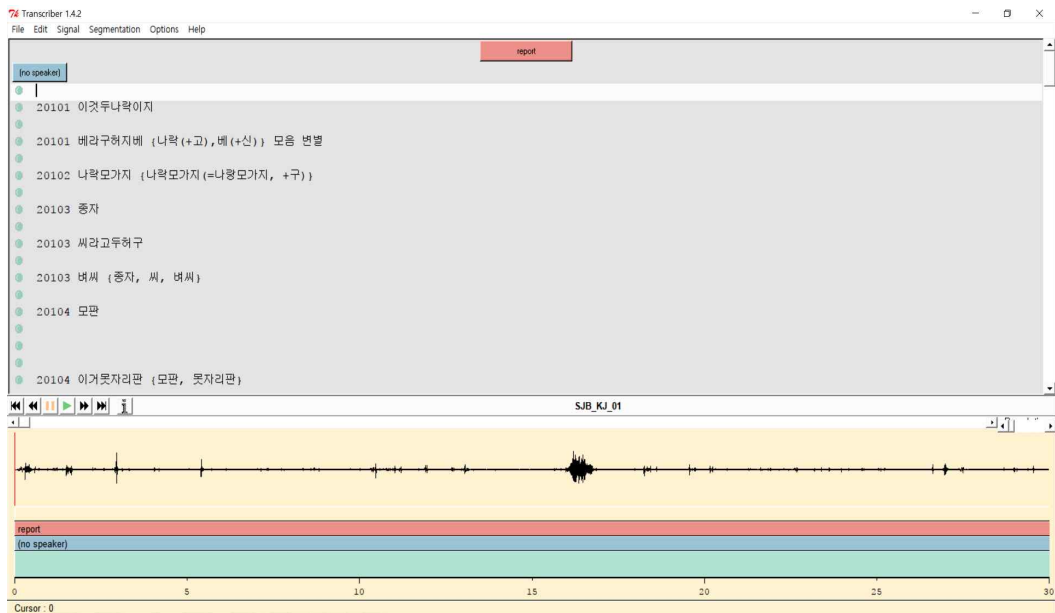 Transcriber 1.4.2
File Edit Signal Segmentation Options Help
report
(no speaker)
20101 이것두나락이지
20101 베라구허지베 {나락(+고),베(+신)} 모음 변별
20102 나락모가지 {나락모가지(=나랑모가지, +구)}
20103 종자
20103 씨라고두허구
20103 벼씨 {종자, 씨, 벼씨}
20104 모판
20104 이거못자리판 {모판, 못자리판}
SJB_KJ_01
report
(no speaker)
0 5 10 15 20 25 30
Cursor : 0